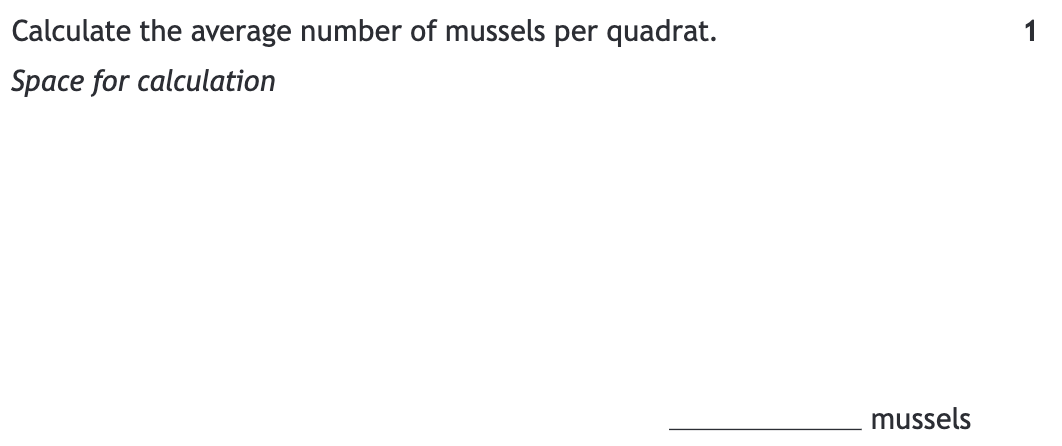 Calculate the average number of mussels per quadrat. 1
Space for calculation
mussels